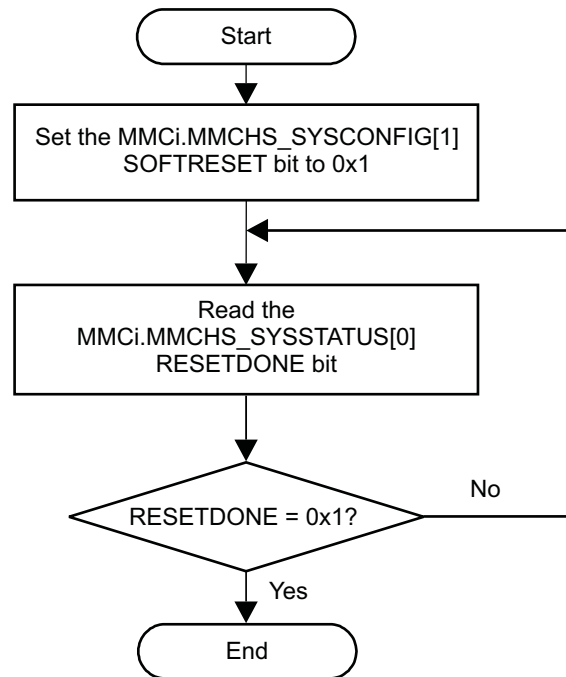 Start
Set the MMCi.MMCHS_SYSCONFIG[1]
SOFTRESET bit to 0x1
Read the
MMCi.MMCHS_SYSSTATUS[0]
RESETDONE bit
RESETDONE = 0x1?
No
Yes
End